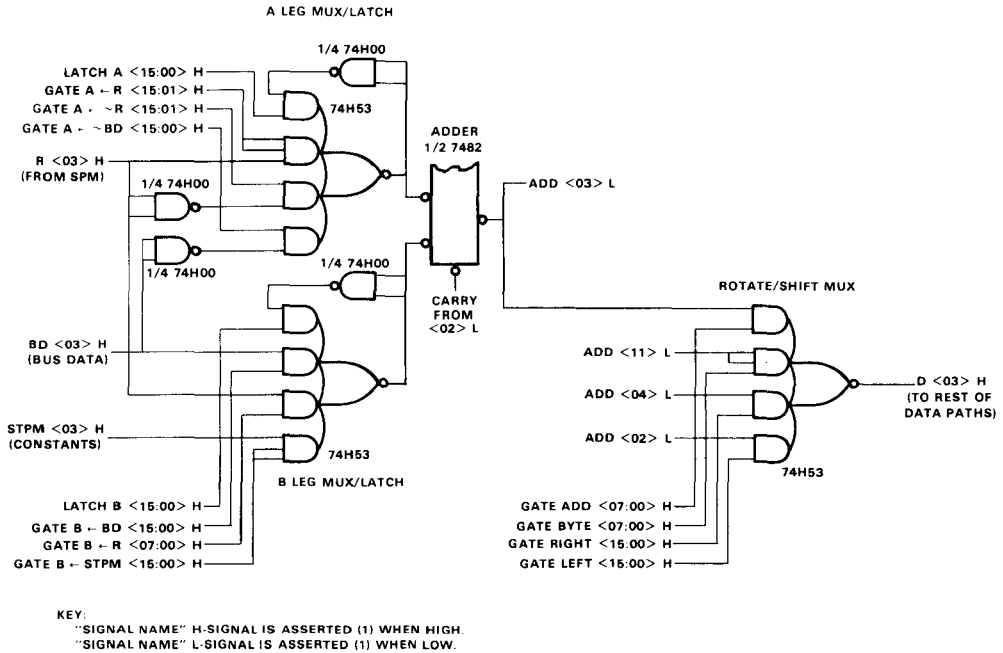 A LEG MUX/LATCH
1/4 74H00
LATCH A <15:00> H
GATE A ← R <15:01> H
74H53
GATE A ← ~R <15:01> H
GATE A ← ~BD <15:00> H
ADDER
1/2 7482
R <03> H
(FROM SPM)
1/4 74H00
ADD <03> L
1/4 74H00
1/4 74H00
ROTATE/SHIFT MUX
CARRY
FROM
<02> L
BD <03> H
(BUS DATA)
ADD <11> L
D <03> H
(TO REST OF
DATA PATHS)
ADD <04> L
STPM <03> H
(CONSTANTS)
ADD <02> L
74H53
74H53
B LEG MUX/LATCH
LATCH B <15:00> H
GATE B ← BD <15:00> H
GATE B ← R <07:00> H
GATE B ← STPM <15:00> H
GATE ADD <07:00> H
GATE BYTE <07:00> H
GATE RIGHT <15:00> H
GATE LEFT <15:00> H
KEY:
"SIGNAL NAME" H-SIGNAL IS ASSERTED (1) WHEN HIGH.
"SIGNAL NAME" L-SIGNAL IS ASSERTED (1) WHEN LOW.